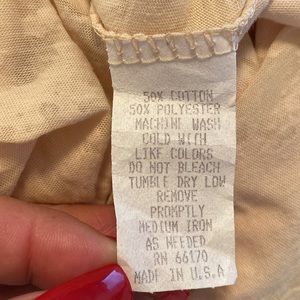 50% COTTON
50% POLYESTER
MACHINE WASH
COLD WITH
LIKE COLORS
DO NOT BLEACH
TUMBLE DRY LOW
REMOVE
PROMPTLY
MEDIUM IRON
AS NEEDED
RN 66170
MADE IN U.S.A